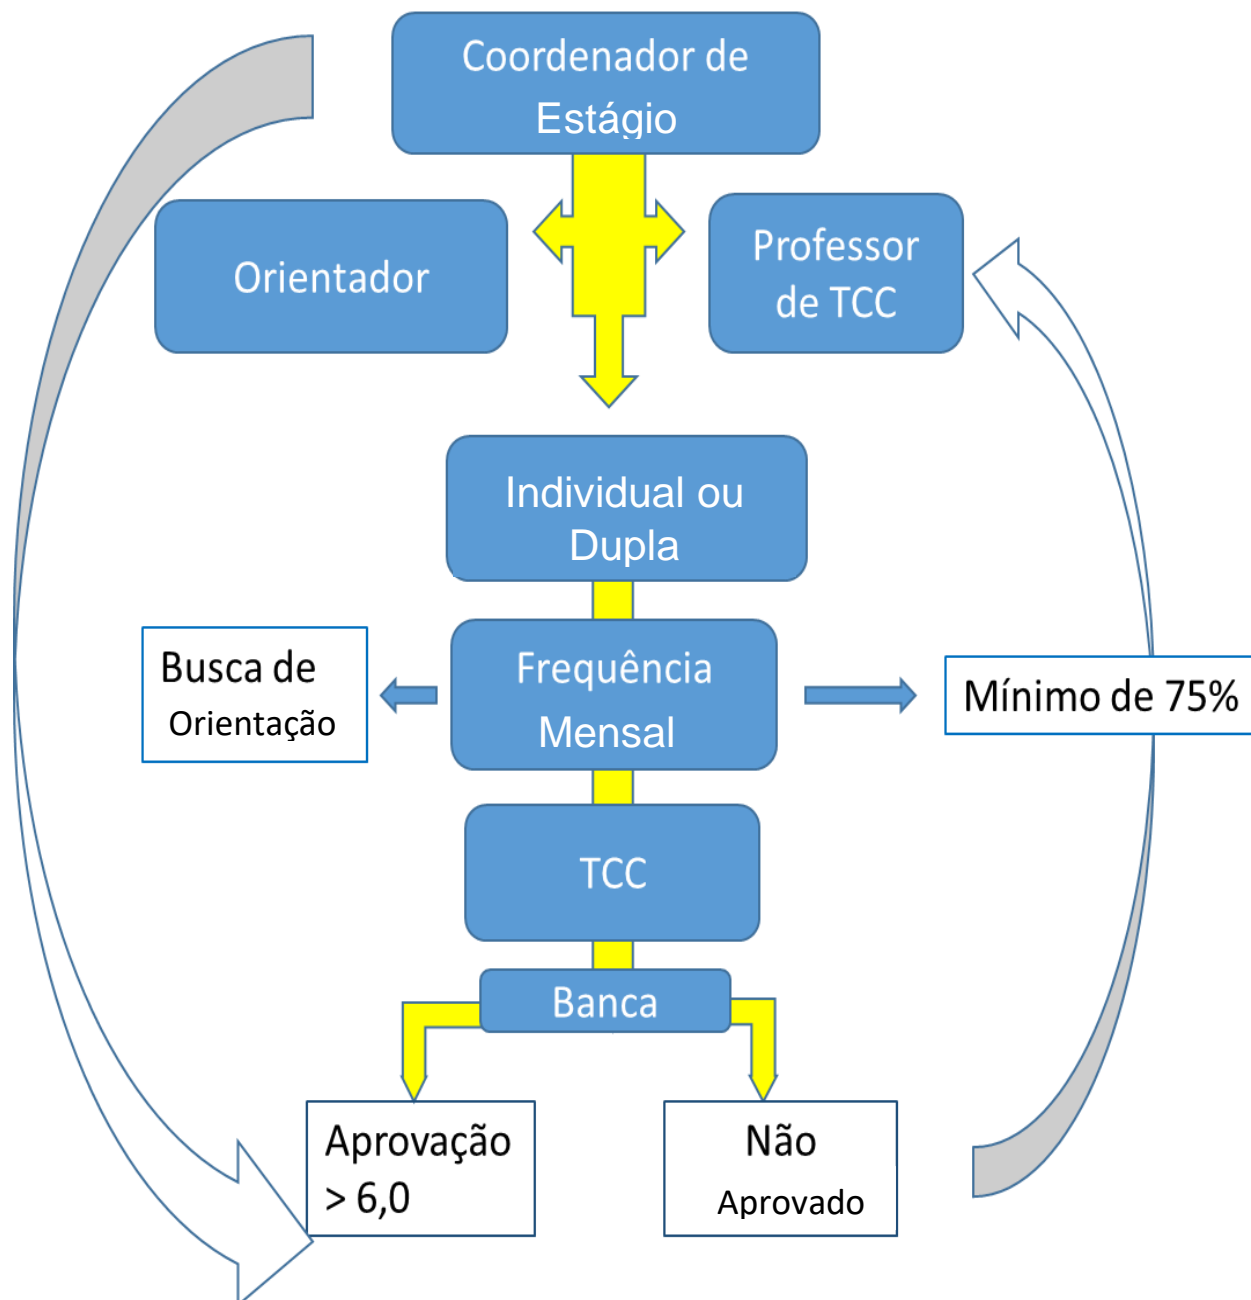 Coordenador de
Estágio
Orientador
Professor
de TCC
Individual ou
Dupla
Busca de
Orientação
Frequência
Mensal
Mínimo de 75%
TCC
Banca
Aprovação
> 6,0
Não
Aprovado